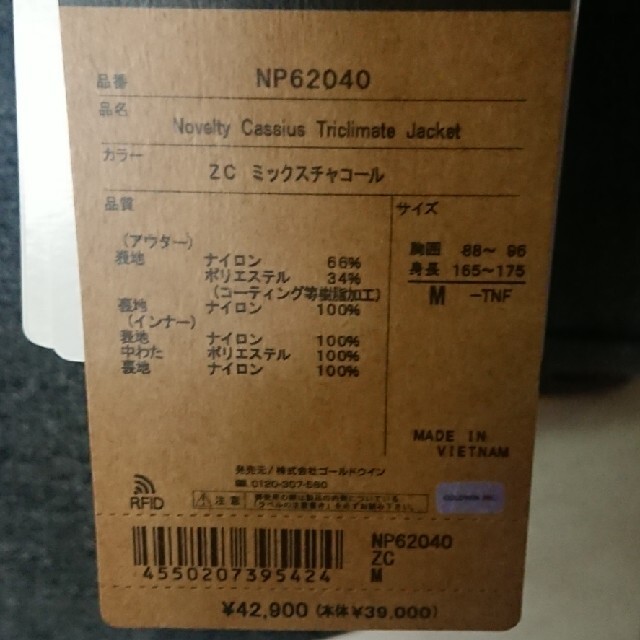 品番 NP62040
品名 Novelty Cassius Triclimate Jacket
カラー ZC ミックスチャコール
品質
(アウター)
表地 ナイロン 66%
ポリエステル 34%
(コーティング等樹脂加工)
裏地 ナイロン 100%
(インナー)
表地 ナイロン 100%
中わた ポリエステル 100%
裏地 ナイロン 100%
サイズ
胸囲 88~ 96
身長 165~175
M -TNF
MADE IN
VIETNAM
発売元/株式会社ゴールドウイン
0120-307-560
RFID
注意
NP62040
ZC
M
4550207395424
¥42,900 (本体¥39,000)